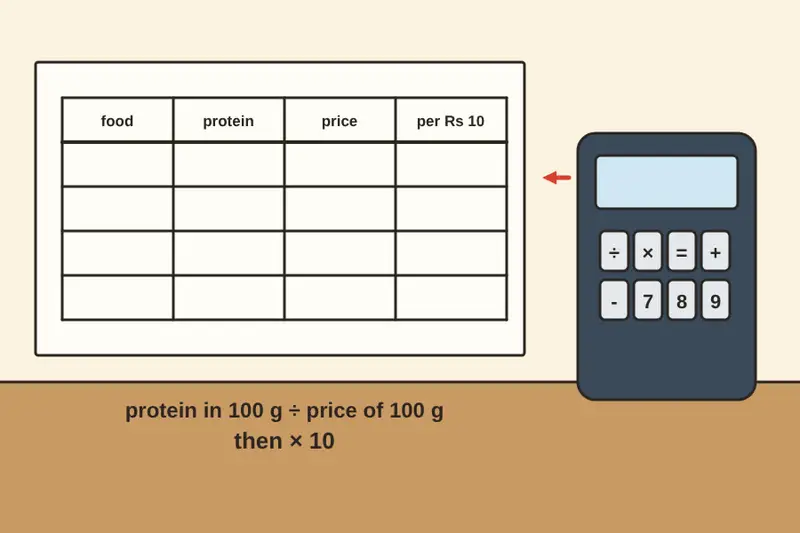 food protein price per Rs 10
÷ × = +
- 7 8 9
protein in 100 g ÷ price of 100 g
then × 10